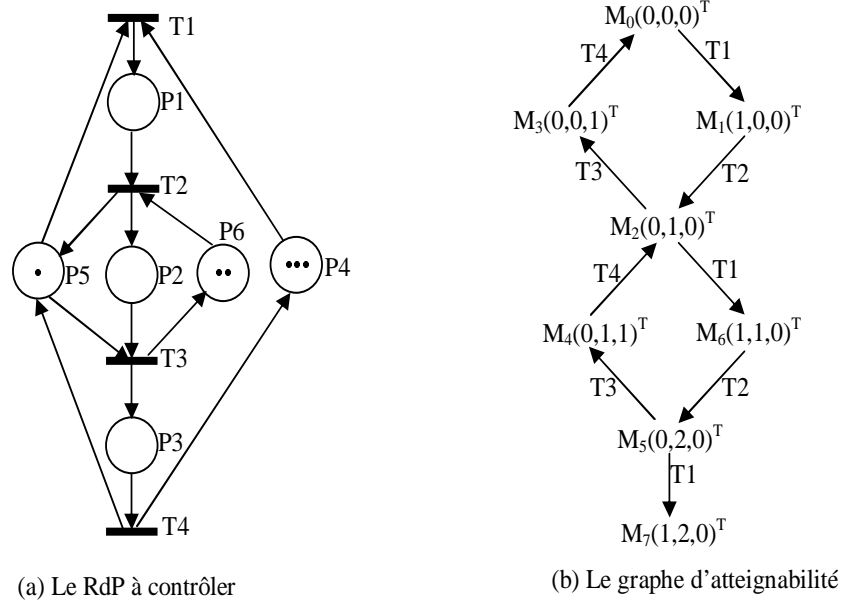 T1
P1
T2
P5
P2
P6
P4
T3
P3
T4
(a) Le RdP à contrôler
M₀(0,0,0)ᵀ
T4
T1
M₃(0,0,1)ᵀ
M₁(1,0,0)ᵀ
T3
T2
M₂(0,1,0)ᵀ
T4
T1
M₄(0,1,1)ᵀ
M₆(1,1,0)ᵀ
T3
T2
M₅(0,2,0)ᵀ
T1
M₇(1,2,0)ᵀ
(b) Le graphe d’atteignabilité